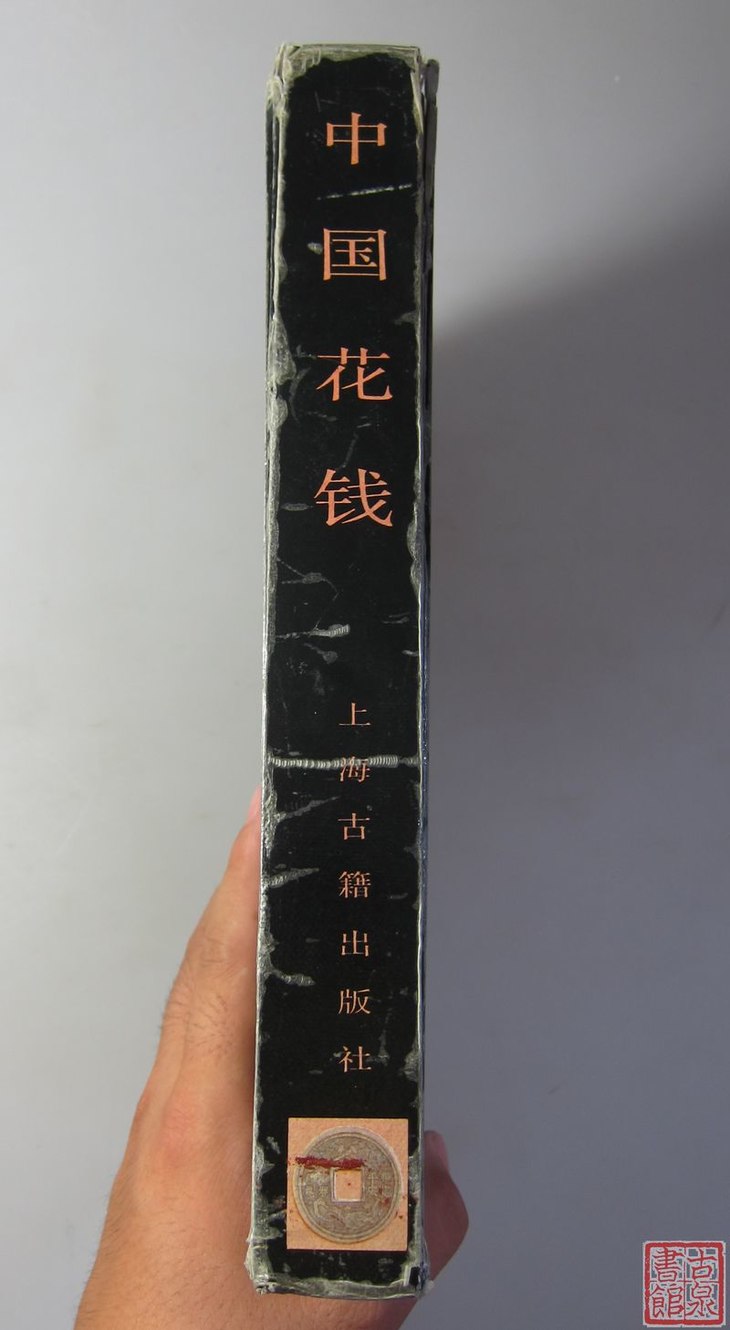 中国花钱
上海古籍出版社
古泉
書館